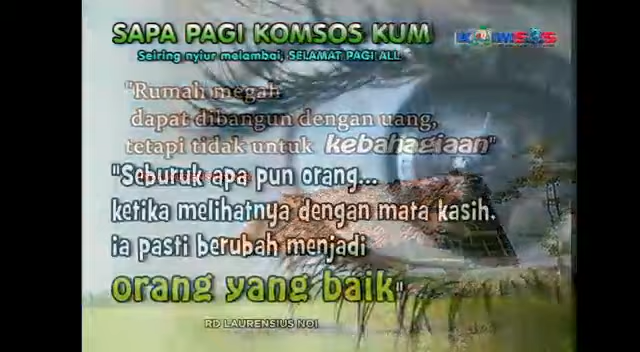 SAPA PAGI KOMSOS KUM
KOMSOS
Seiring nyiur melambai, SELAMAT PAGI ALL
"Rumah megah
dapat dibangun dengan uang,
tetapi tidak untuk kebahagiaan"
"Seburuk apa pun orang...
ketika melihatnya dengan mata kasih,
ia pasti berubah menjadi
orang yang baik"
RD LAURENSIUS NOI